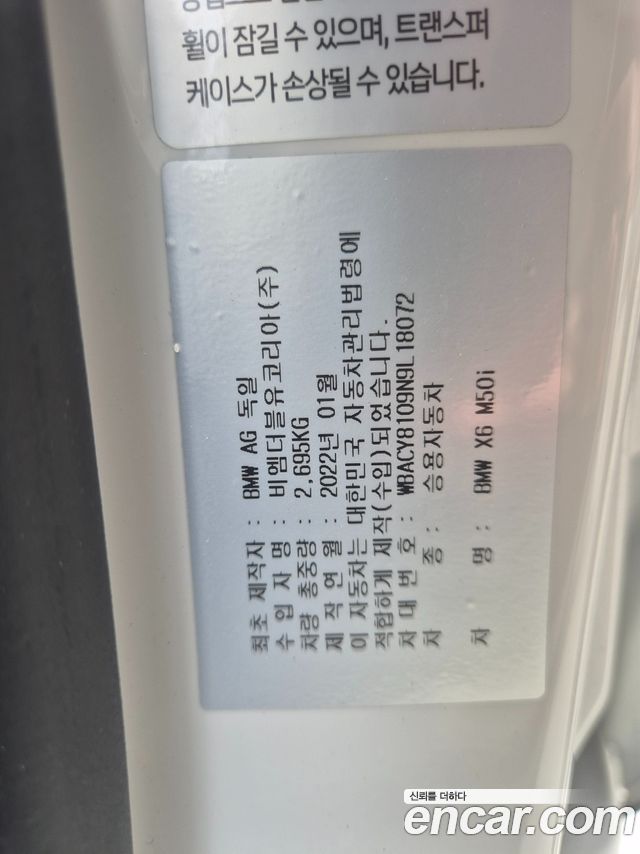 휠이 잠길 수 있으며, 트랜스퍼
케이스가 손상될 수 있습니다.
최초 제작자 : BMW AG 독일
수 입 자 명 : 비엠더블유코리아(주)
차량 총중량 : 2,695KG
제 작 연 월 : 2022년 01월
이 자동차는 대한민국 자동차관리법령에
적합하게 제작(수입)되었습니다.
차 대 번 호 : WBACY8109N9L18072
차 종 : 승용자동차
차 명 : BMW X6 M50i
신뢰를 더하다
encar.com